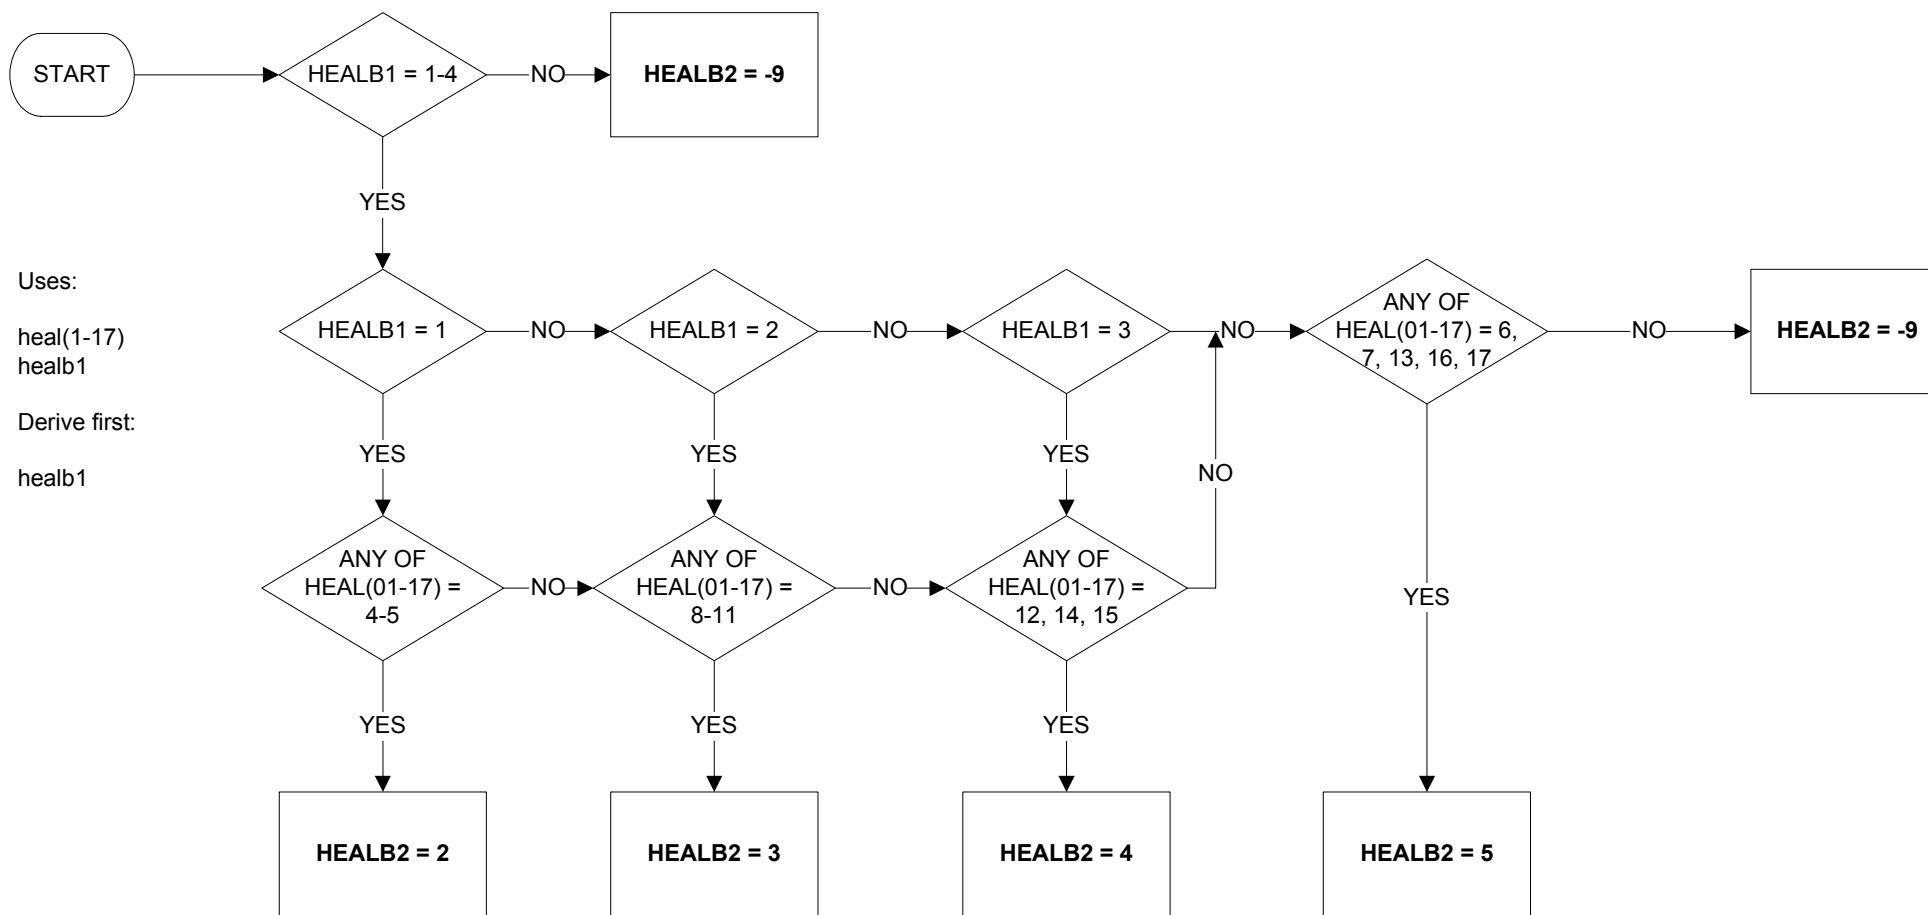 START
HEALB1 = 1-4
NO
HEALB2 = -9
YES
Uses:
heal(1-17)
healb1
Derive first:
healb1
HEALB1 = 1
NO
HEALB1 = 2
NO
HEALB1 = 3
NO
ANY OF
HEAL(01-17) = 6,
7, 13, 16, 17
NO
HEALB2 = -9
YES
YES
YES
NO
ANY OF
HEAL(01-17) =
4-5
NO
ANY OF
HEAL(01-17) =
8-11
NO
ANY OF
HEAL(01-17) =
12, 14, 15
YES
YES
YES
YES
HEALB2 = 2
HEALB2 = 3
HEALB2 = 4
HEALB2 = 5